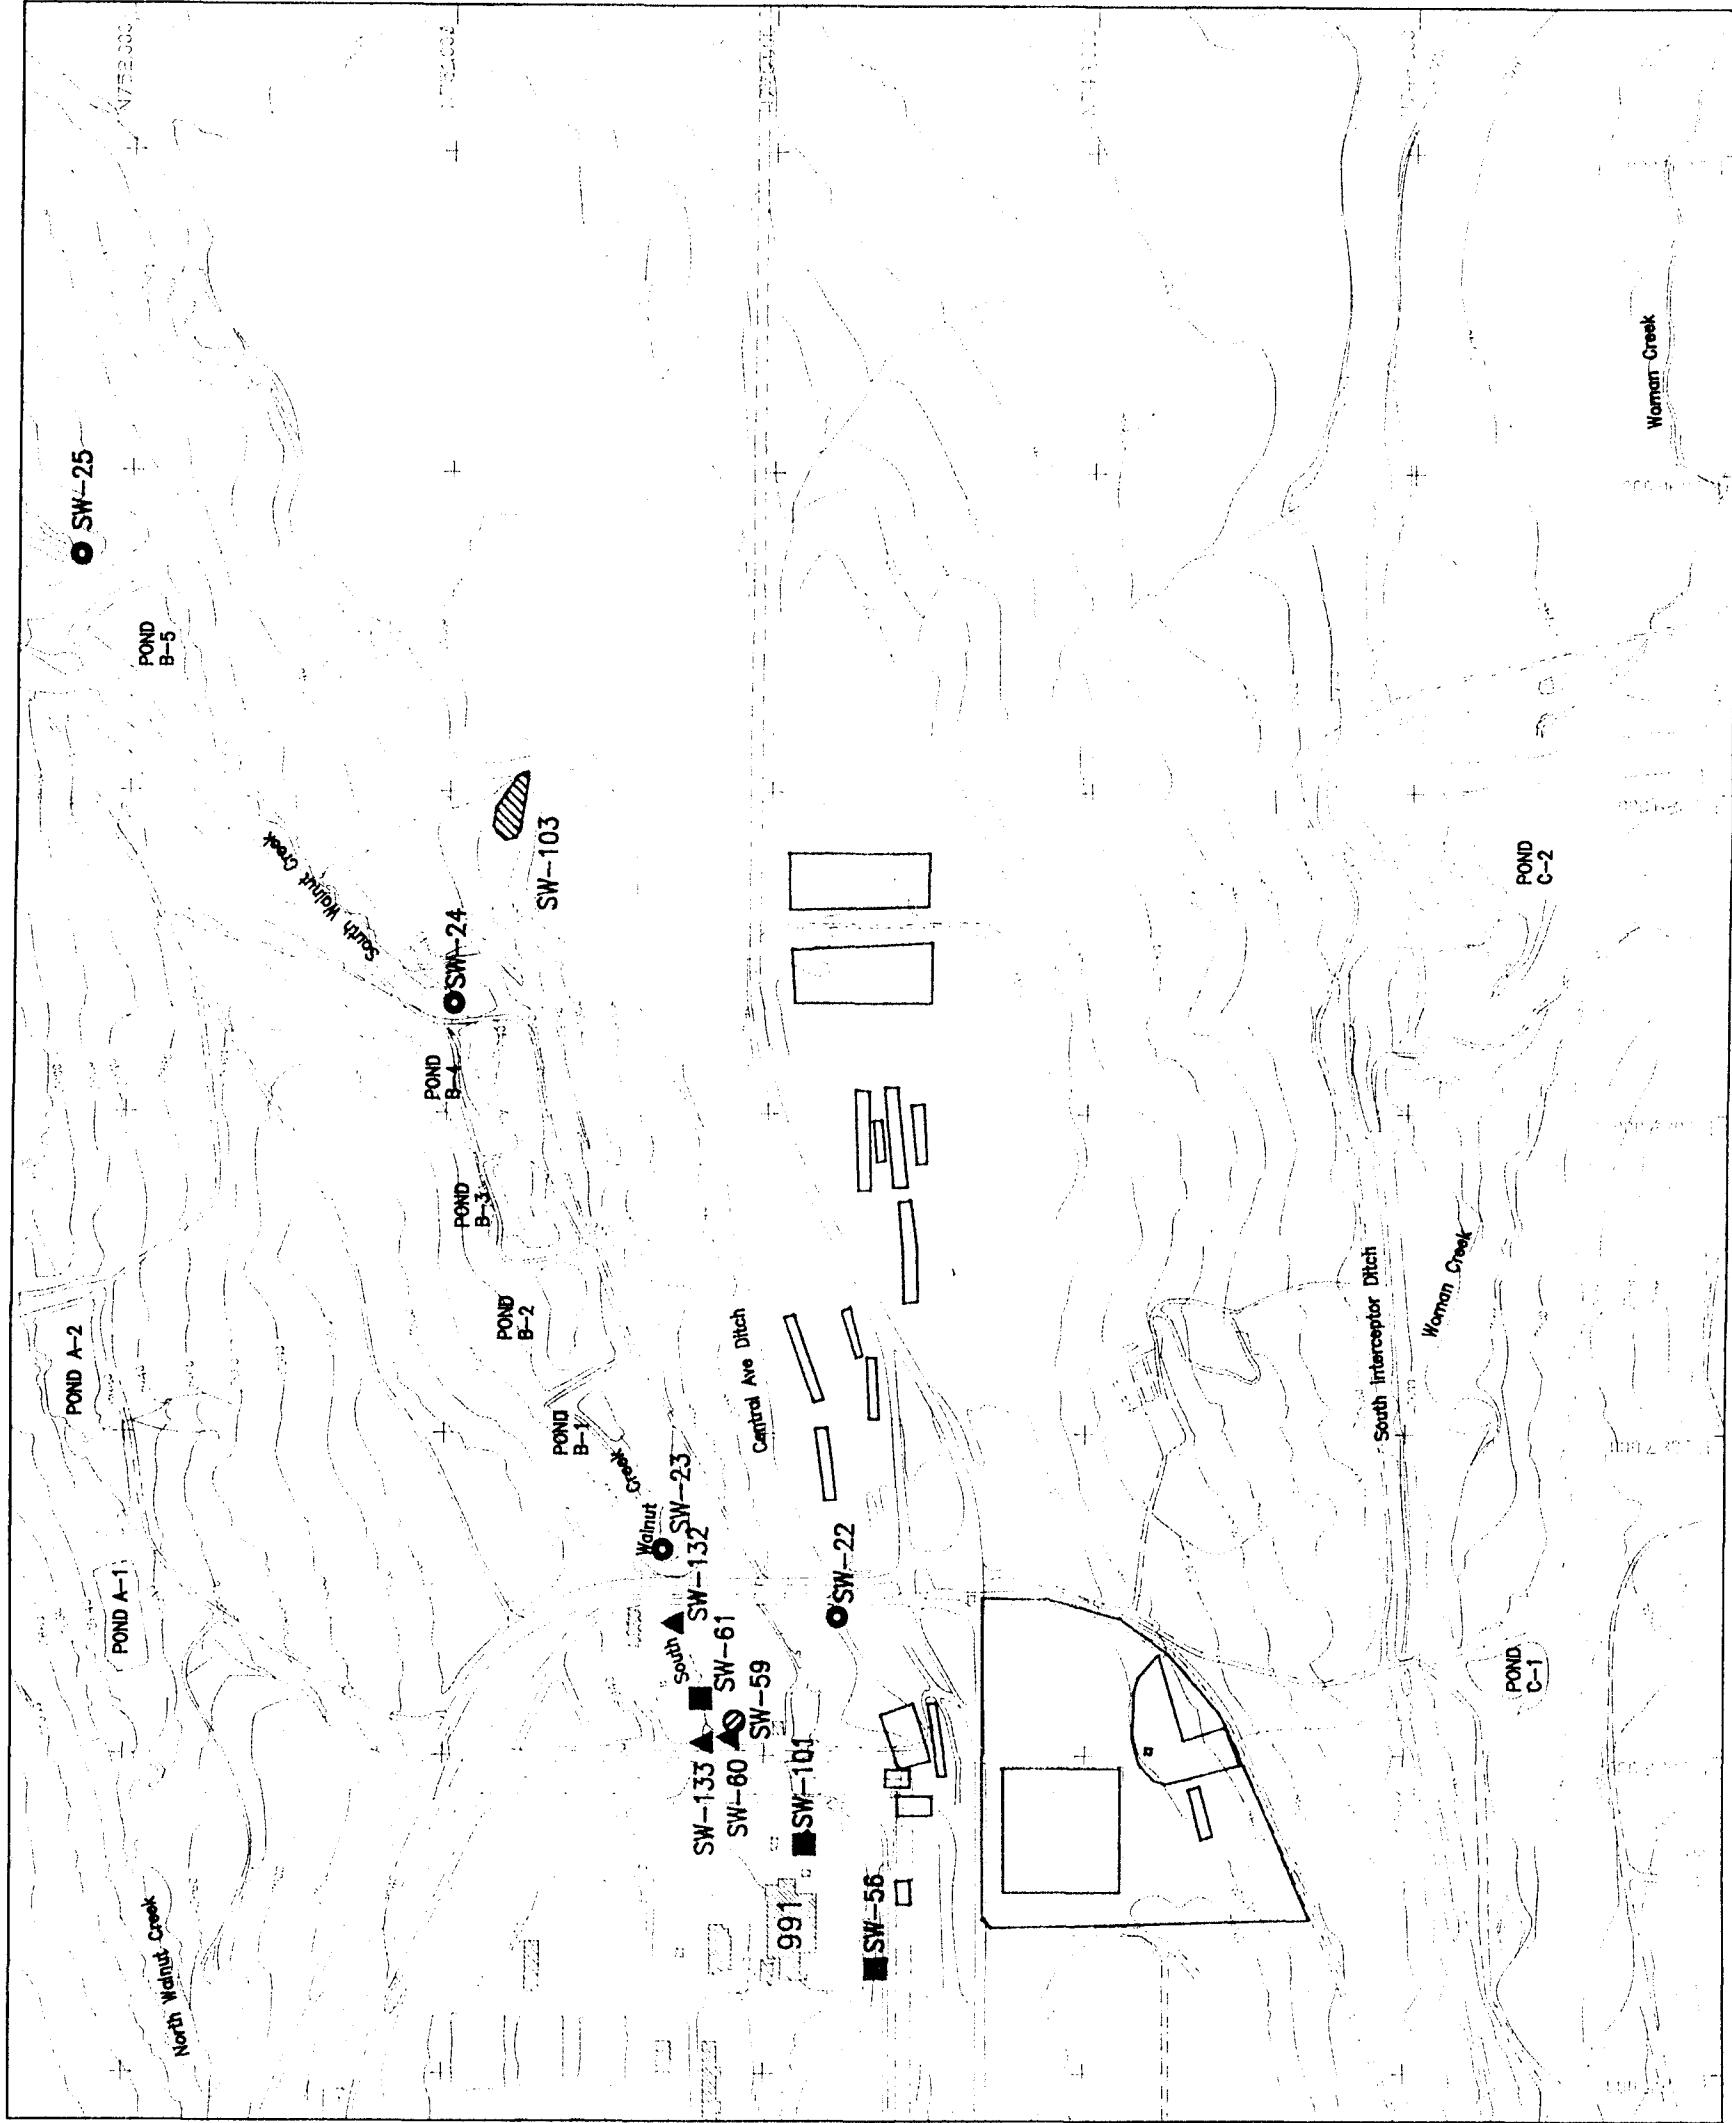 SW-25
POND
B-5
South Walnut Creek
SW-103
SW-24
POND
B-4
POND
B-3
POND
B-2
POND
B-1
POND A-2
POND A-1
North Walnut Creek
South
Walnut
Creek
SW-23
SW-132
SW-61
SW-59
SW-133
SW-60
SW-101
991
SW-56
SW-22
Central Ave Ditch
South Interceptor Ditch
Woman Creek
Woman Creek
POND
C-2
POND
C-1